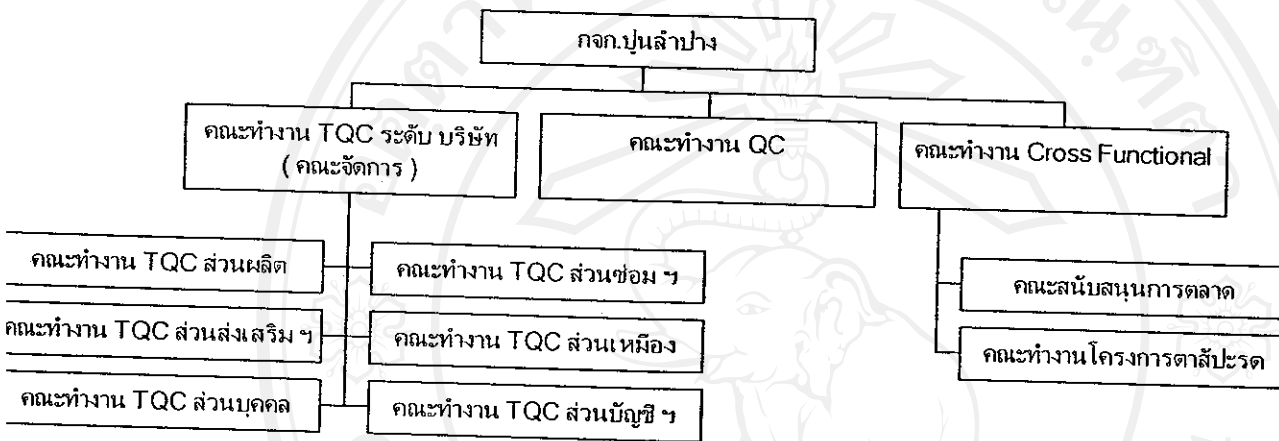 กจก.ปูนลำปาง
คณะทำงาน TQC ระดับ บริษัท
( คณะจัดการ )
คณะทำงาน QC
คณะทำงาน Cross Functional
คณะทำงาน TQC ส่วนผลิต
คณะทำงาน TQC ส่วนซ่อม ฯ
คณะสนับสนุนการตลาด
คณะทำงาน TQC ส่วนส่งเสริม ฯ
คณะทำงาน TQC ส่วนเหมือง
คณะทำงานโครงการตาสัปะรด
คณะทำงาน TQC ส่วนบุคคล
คณะทำงาน TQC ส่วนบัญชี ฯ